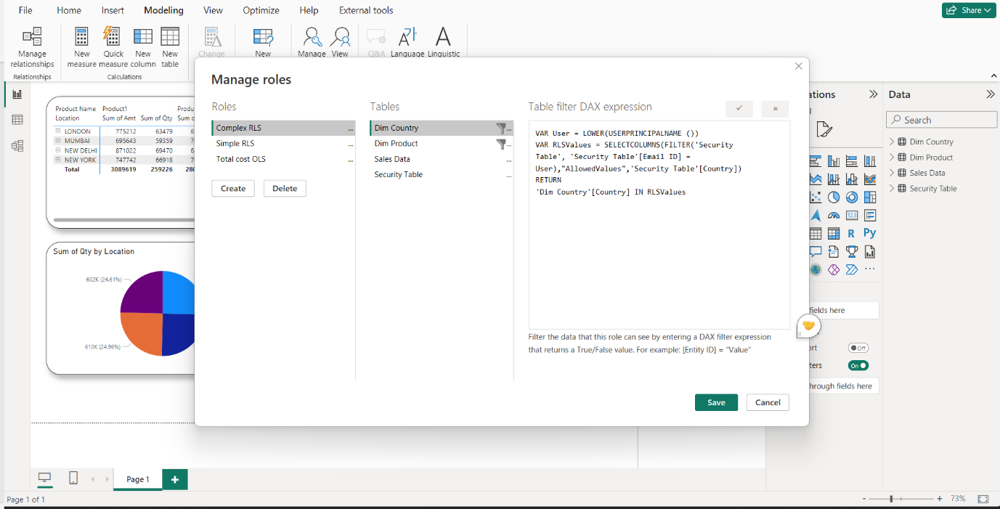 File Home Insert Modeling View Optimize Help External tools
Share
Manage relationships
New measure
Quick measure
New column
New table
Change
New
Manage
View
Q&A
Language
Linguistic
Relationships
Calculations
Manage roles
Roles
Complex RLS ...
Simple RLS ...
Total cost OLS ...
Create Delete
Tables
Dim Country ...
Dim Product ...
Sales Data ...
Security Table ...
Table filter DAX expression
VAR User = LOWER(USERPRINCIPALNAME ())
VAR RLSValues = SELECTCOLUMNS(FILTER('Security
Table', 'Security Table'[Email ID] =
User),"AllowedValues",'Security Table'[Country])
RETURN
'Dim Country'[Country] IN RLSValues
Filter the data that this role can see by entering a DAX filter expression
that returns a True/False value. For example: [Entity ID] = "Value"
Save Cancel
Product Name Product1 Produ
Location Sum of Amt Sum of Qty Sum o
LONDON 775212 63479 6
MUMBAI 695643 59359 7
NEW DELHI 871022 69470 6
NEW YORK 747742 66918 7
Total 3089619 259226 280
Sum of Qty by Location
602K (24.61%)
610K (24.96%)
ations
Data
Search
Dim Country
Dim Product
Sales Data
Security Table
123
R Py
...
fields here
ort Off
ters On
hrough fields here
Page 1 +
Page 1 of 1
- + 73%